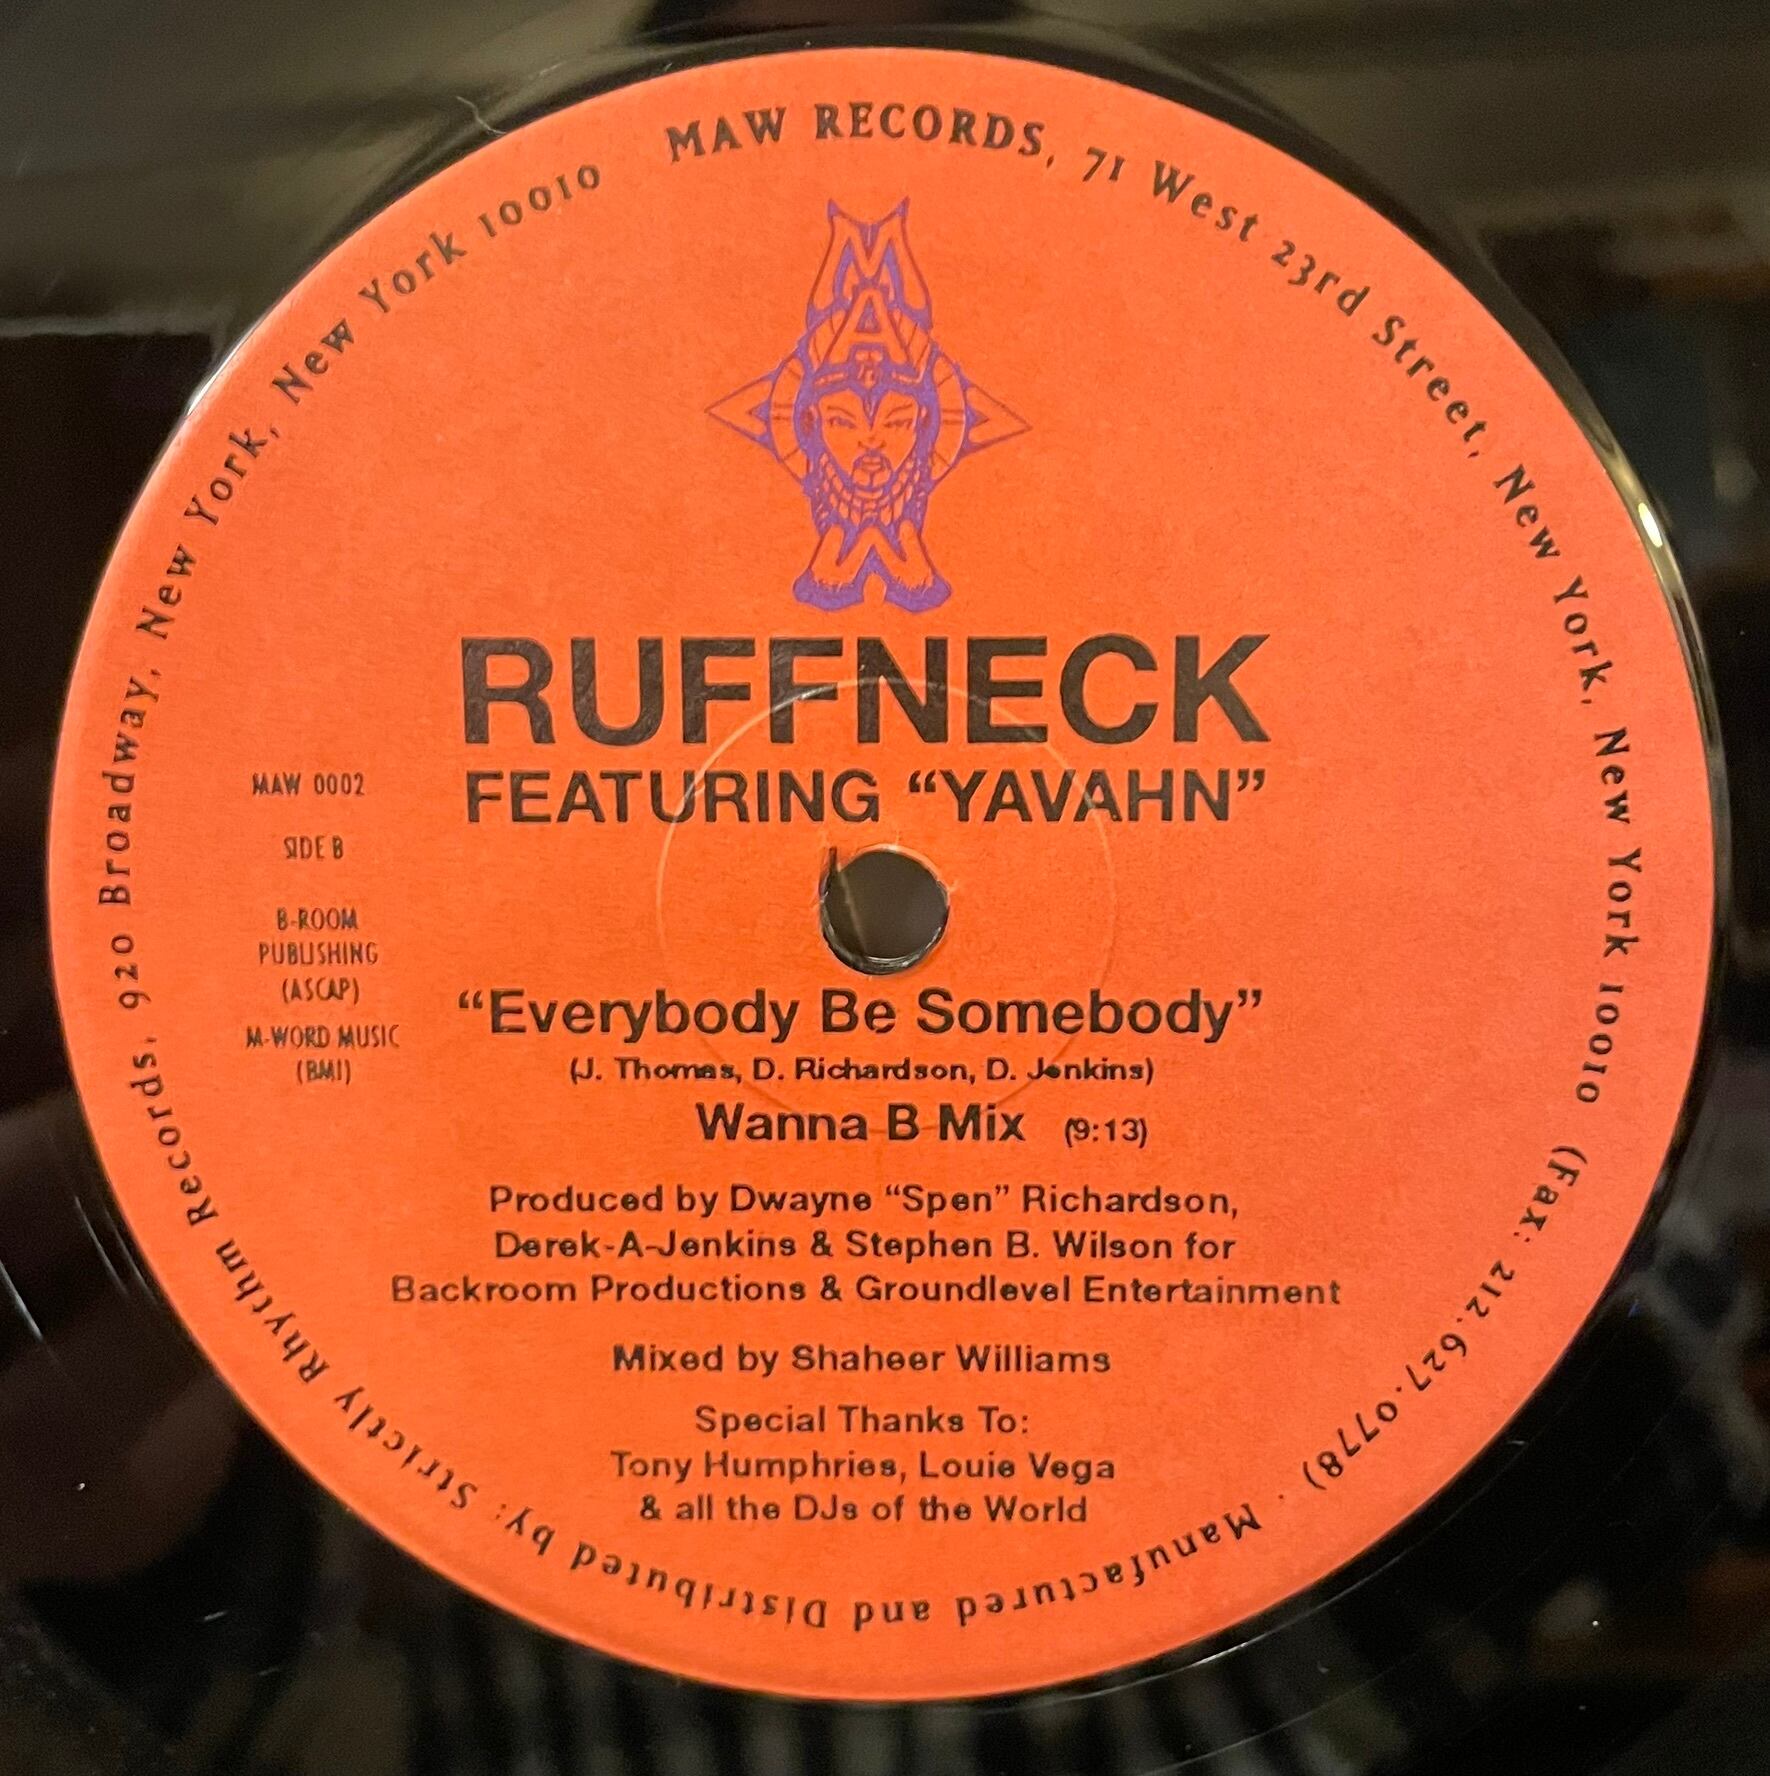 MAW RECORDS, 71 West 23rd Street, New York, New York 10010 (Fax: 212.627.0778) . Manufactured and Distributed by: Strictly Rhythm Records, 920 Broadway, New York, New York 10010
MAW
RUFFNECK
FEATURING “YAVAHN”
MAW 0002
SIDE B
B-ROOM
PUBLISHING
(ASCAP)
M-WORD MUSIC
(BMI)
“Everybody Be Somebody”
(J. Thomas, D. Richardson, D. Jenkins)
Wanna B Mix (9:13)
Produced by Dwayne “Spen” Richardson,
Derek-A-Jenkins & Stephen B. Wilson for
Backroom Productions & Groundlevel Entertainment
Mixed by Shaheer Williams
Special Thanks To:
Tony Humphries, Louie Vega
& all the DJs of the World